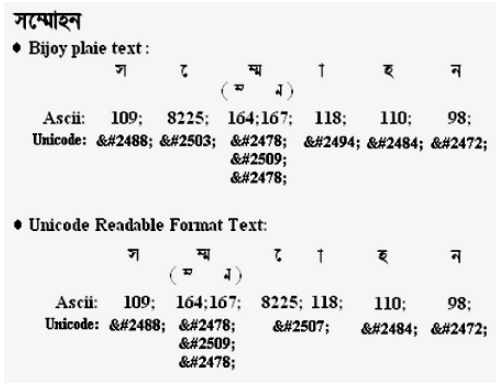 সম্মোহন
Bijoy plaie text :
স ে ম্ম া হ ন
Ascii: 109; 8225; 164;167; 118; 110; 98;
Unicode: &#2488; &#2503; &#2478; &#2494; &#2484; &#2472;
&#2509;
&#2478;
Unicode Readable Format Text:
স ম্ম ে া হ ন
Ascii: 109; 164;167; 8225; 118; 110; 98;
Unicode: &#2488; &#2478; &#2507; &#2484; &#2472;
&#2509;
&#2478;